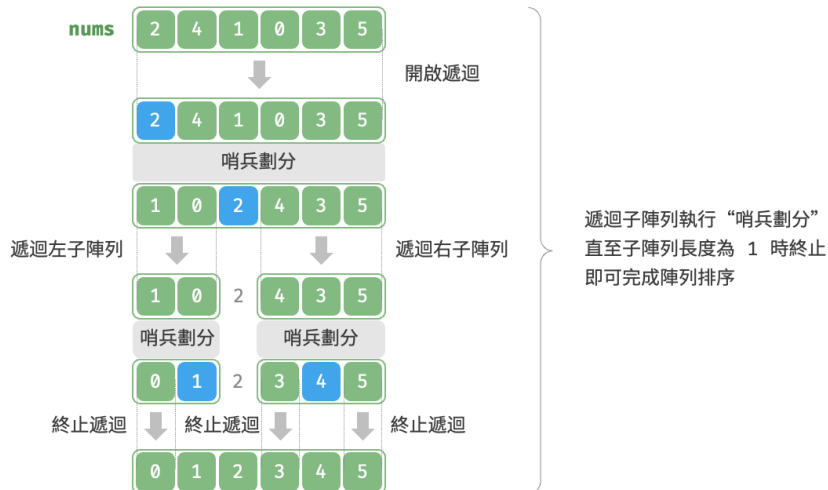 nums 2 4 1 0 3 5
開啟遞迴
2 4 1 0 3 5
哨兵劃分
1 0 2 4 3 5
遞迴左子陣列
遞迴右子陣列
1 0 2 4 3 5
哨兵劃分
哨兵劃分
0 1 2 3 4 5
終止遞迴
終止遞迴
終止遞迴
0 1 2 3 4 5
遞迴子陣列執行“哨兵劃分”
直至子陣列長度為 1 時終止
即可完成陣列排序